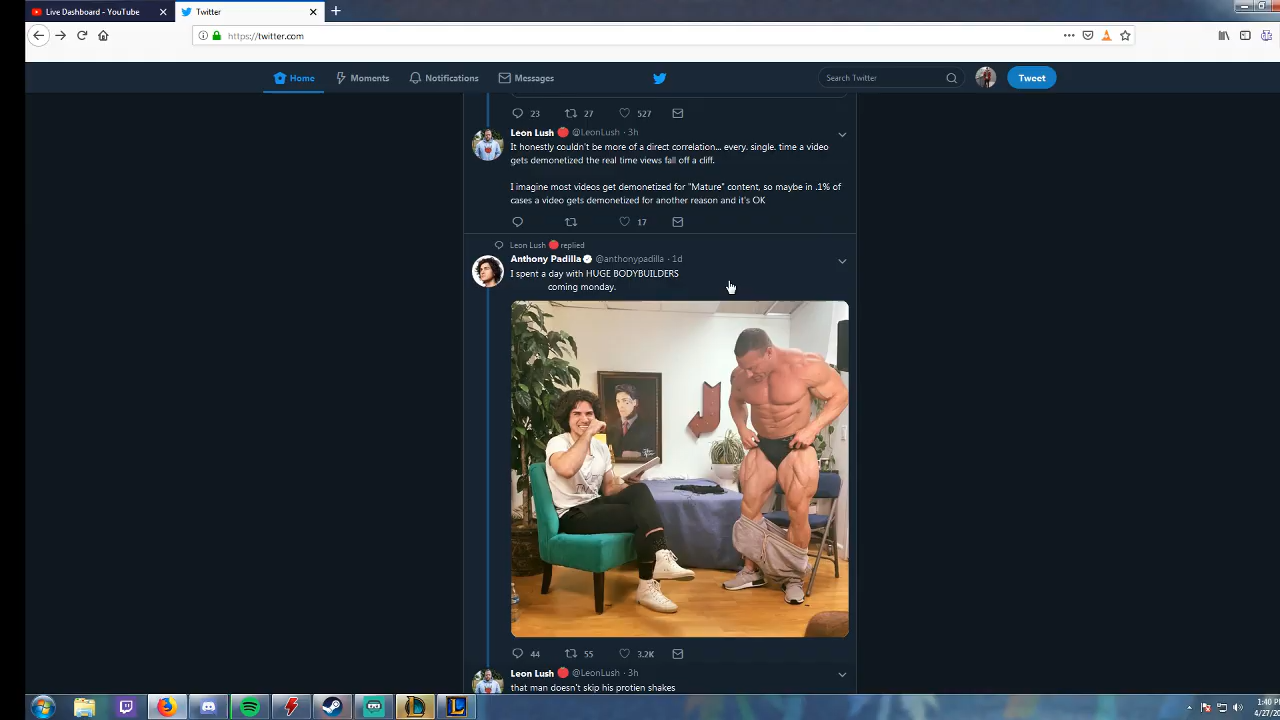 Live Dashboard - YouTube
Twitter
https://twitter.com
Home
Moments
Notifications
Messages
Search Twitter
Tweet
23
27
527
Leon Lush @LeonLush · 3h
It honestly couldn't be more of a direct correlation... every. single. time a video
gets demonetized the real time views fall off a cliff.
I imagine most videos get demonetized for "Mature" content, so maybe in .1% of
cases a video gets demonetized for another reason and it's OK
17
Leon Lush replied
Anthony Padilla @anthonypadilla · 1d
I spent a day with HUGE BODYBUILDERS
coming monday.
44
55
3.2K
Leon Lush @LeonLush · 3h
that man doesn't skip his protien shakes
1:40 P
4/27/20